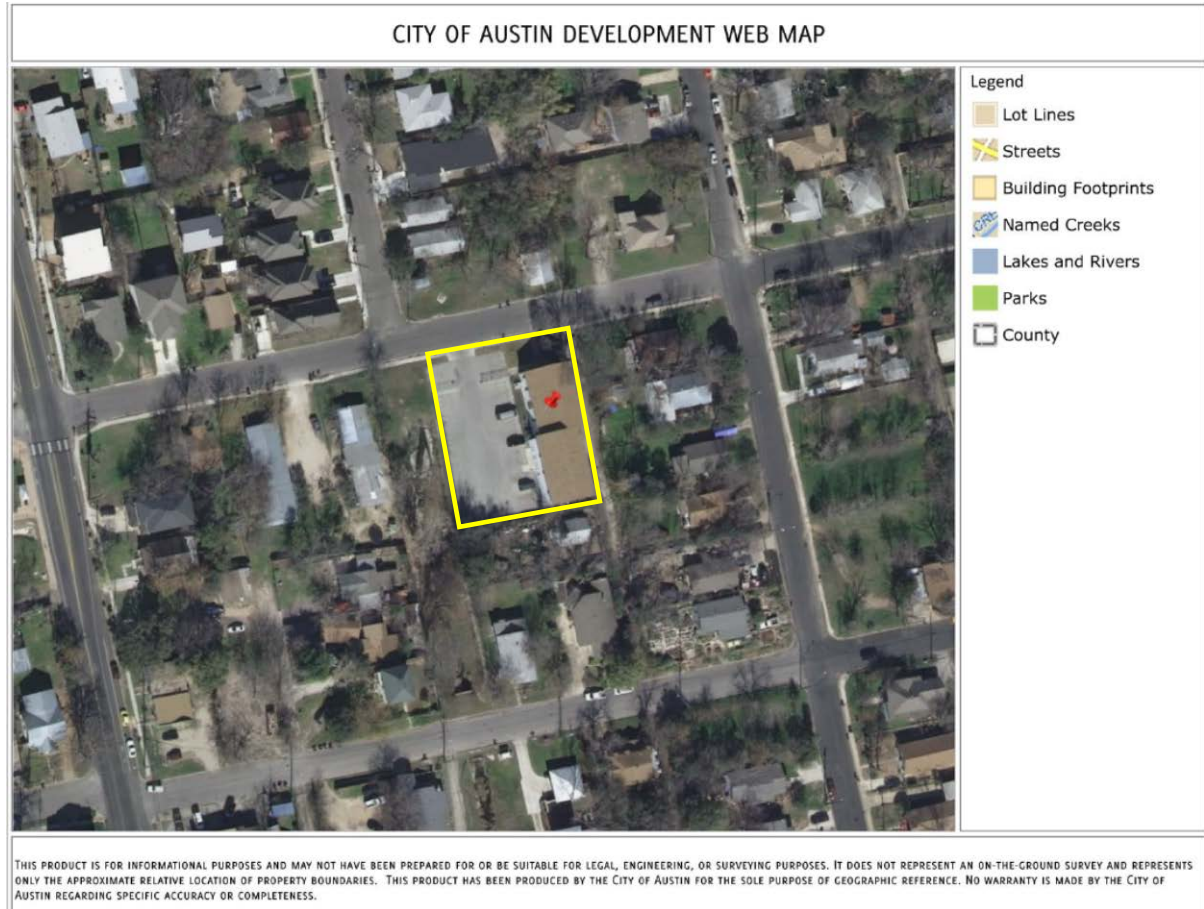 CITY OF AUSTIN DEVELOPMENT WEB MAP
Legend
Lot Lines
Streets
Building Footprints
CRE
Named Creeks
Lakes and Rivers
Parks
County
THIS PRODUCT IS FOR INFORMATIONAL PURPOSES AND MAY NOT HAVE BEEN PREPARED FOR OR BE SUITABLE FOR LEGAL, ENGINEERING, OR SURVEYING PURPOSES. IT DOES NOT REPRESENT AN ON-THE-GROUND SURVEY AND REPRESENTS
ONLY THE APPROXIMATE RELATIVE LOCATION OF PROPERTY BOUNDARIES. THIS PRODUCT HAS BEEN PRODUCED BY THE CITY OF AUSTIN FOR THE SOLE PURPOSE OF GEOGRAPHIC REFERENCE. NO WARRANTY IS MADE BY THE CITY OF
AUSTIN REGARDING SPECIFIC ACCURACY OR COMPLETENESS.